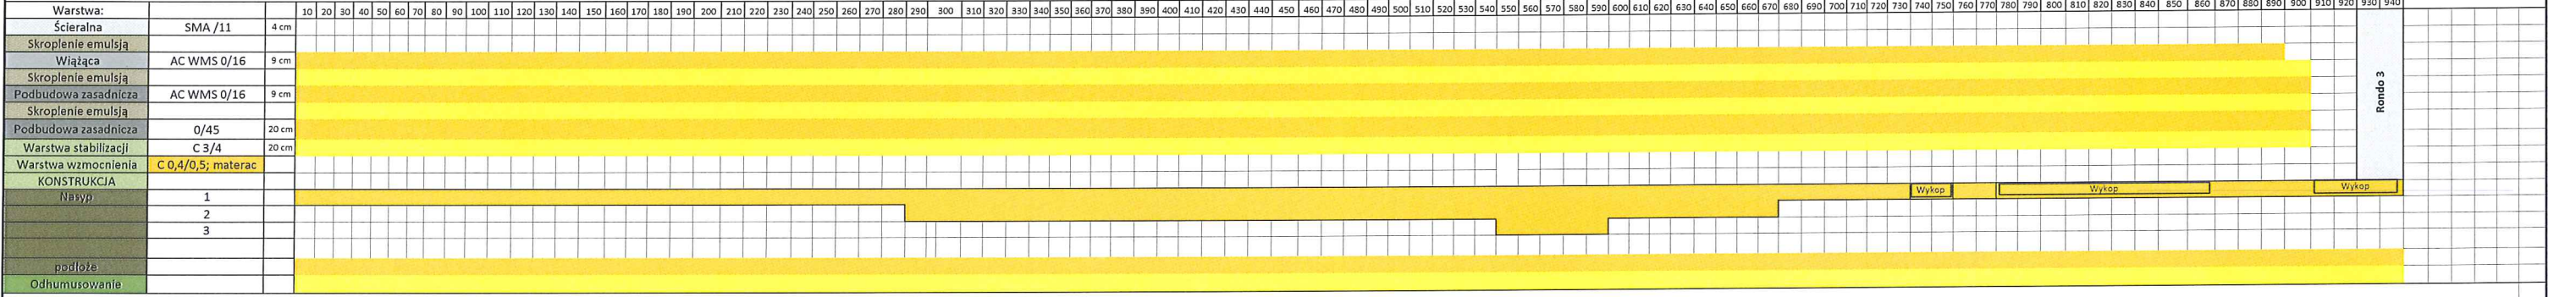 Warstwa: 10 20 30 40 50 60 70 80 90 100 110 120 130 140 150 160 170 180 190 200 210 220 230 240 250 260 270 280 290 300 310 320 330 340 350 360 370 380 390 400 410 420 430 440 450 460 470 480 490 500 510 520 530 540 550 560 570 580 590 600 610 620 630 640 650 660 670 680 690 700 710 720 730 740 750 760 770 780 790 800 810 820 830 840 850 860 870 880 890 900 910 920 930 940
Ścieralna SMA /11 4 cm
Skroplenie emulsją
Wiążąca AC WMS 0/16 9 cm
Skroplenie emulsją
Podbudowa zasadnicza AC WMS 0/16 9 cm
Rondo 3
Skroplenie emulsją
Podbudowa zasadnicza 0/45 20 cm
Warstwa stabilizacji C 3/4 20 cm
Warstwa wzmocnienia C 0,4/0,5; materac
KONSTRUKCJA
Nasyp 1 Wykop Wykop Wykop
2
3
podłoże
Odhumusowanie